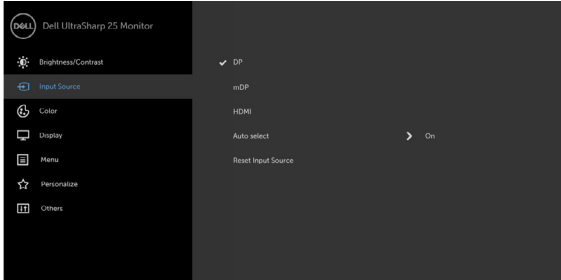 DELL Dell UltraSharp 25 Monitor
Brightness/Contrast
Input Source
Color
Display
Menu
Personalize
Others
DP
mDP
HDMI
Auto select On
Reset Input Source